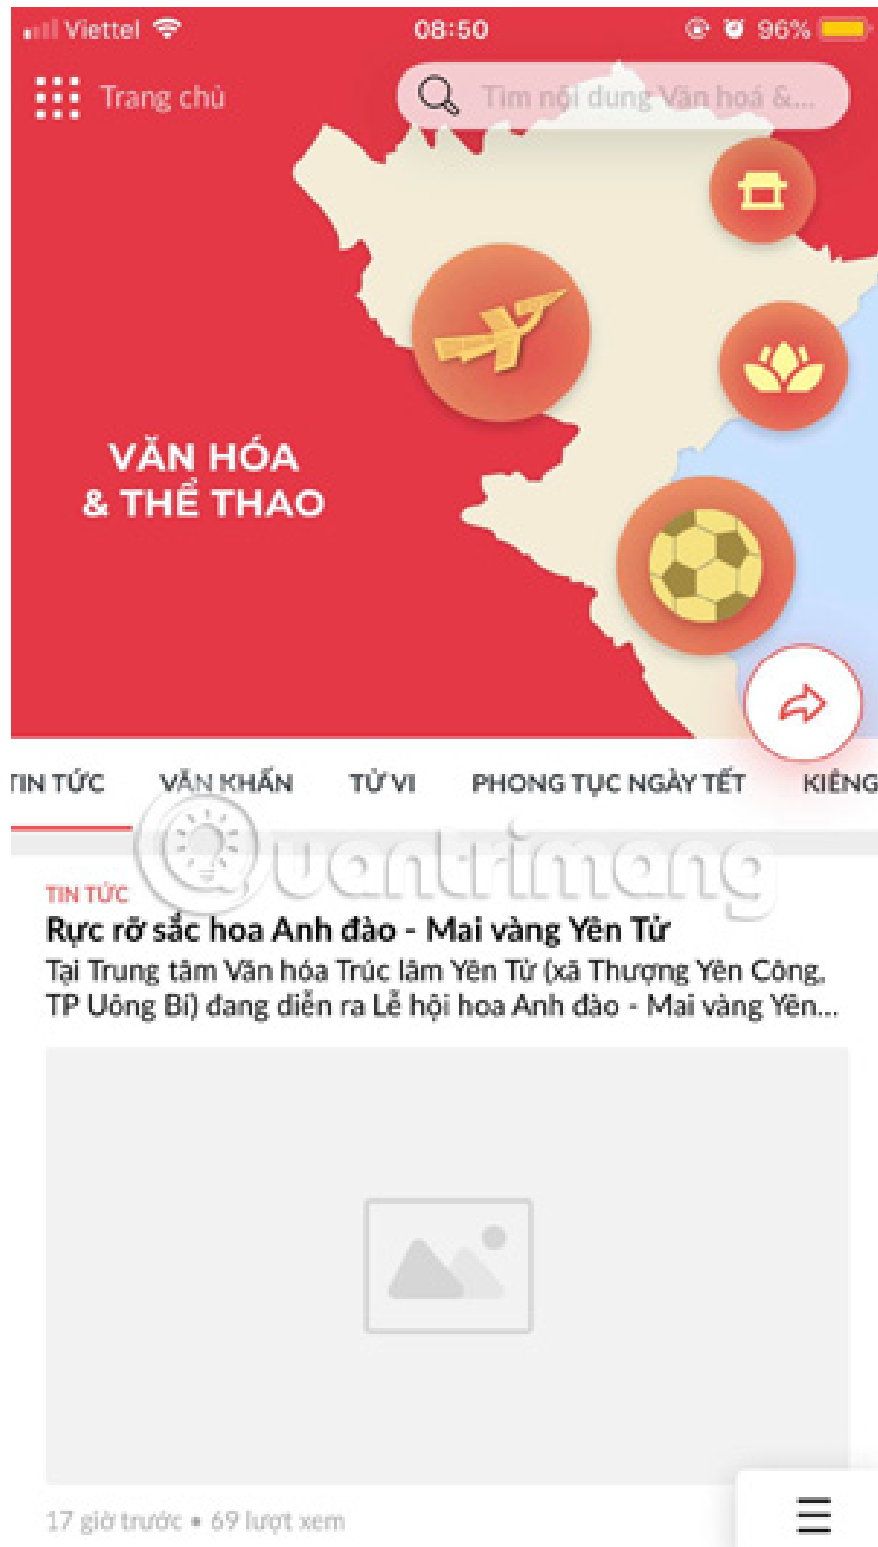 Viettel 08:50 96%
Trang chủ
Tìm nội dung Văn hoá &...
VĂN HÓA
& THỂ THAO
TIN TỨC VĂN KHẤN TỬ VI PHONG TỤC NGÀY TẾT KIÊNG
Quantrimang
TIN TỨC
Rực rỡ sắc hoa Anh đào - Mai vàng Yên Tử
Tại Trung tâm Văn hóa Trúc lâm Yên Tử (xã Thượng Yên Công,
TP Uông Bí) đang diễn ra Lễ hội hoa Anh đào - Mai vàng Yên...
17 giờ trước • 69 lượt xem